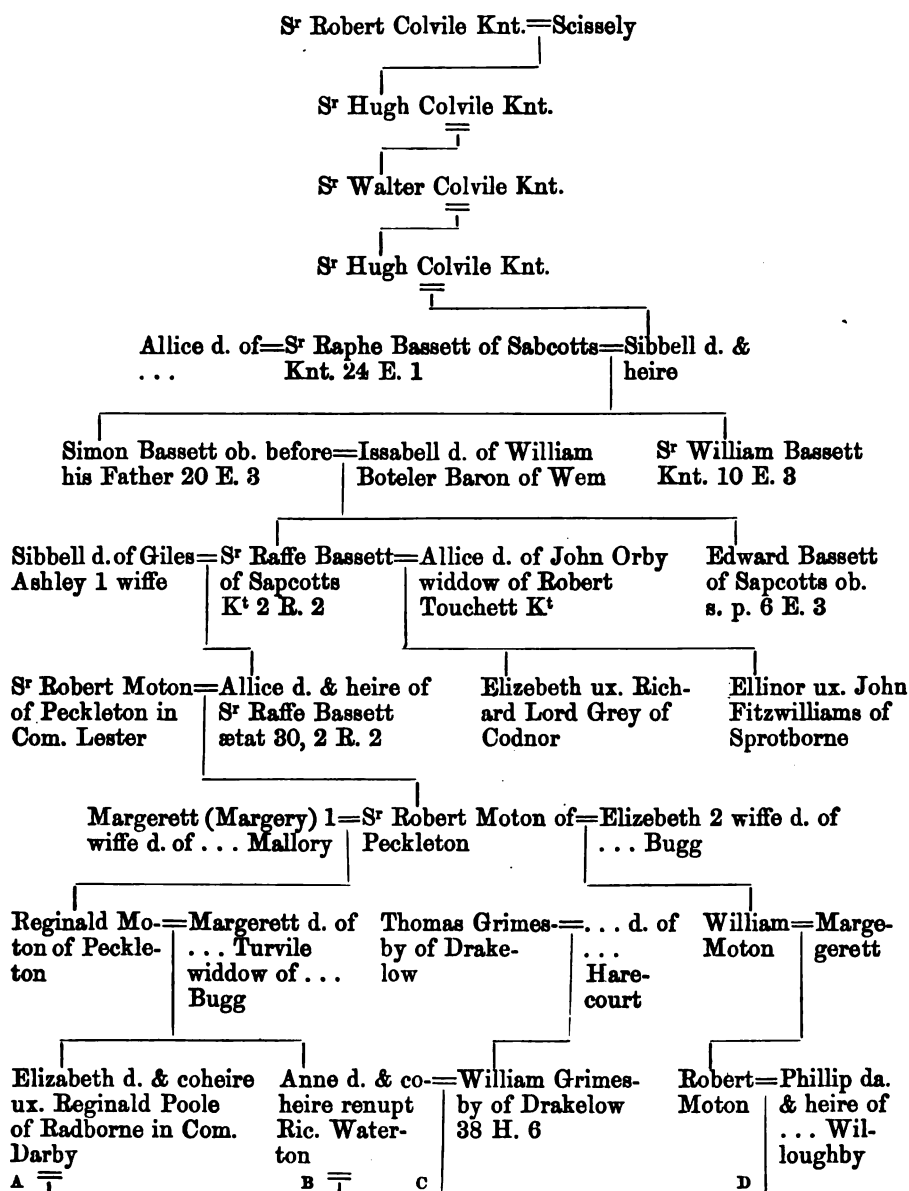 Sʳ Robert Colvile Knt.=Scissely
Sʳ Hugh Colvile Knt.
Sʳ Walter Colvile Knt.
Sʳ Hugh Colvile Knt.
Allice d. of=Sʳ Raphe Bassett of Sabcotts=Sibbell d. &
. . . Knt. 24 E. 1 heire
Simon Bassett ob. before=Issabell d. of William
his Father 20 E. 3 Boteler Baron of Wem
Sʳ William Bassett
Knt. 10 E. 3
Sibbell d. of Giles=Sʳ Raffe Bassett=Allice d. of John Orby
Ashley 1 wiffe of Sapcotts widdow of Robert
Kᵗ 2 R. 2 Touchett Kᵗ
Edward Bassett
of Sapcotts ob.
s. p. 6 E. 3
Sʳ Robert Moton=Allice d. & heire of
of Peckleton in Sʳ Raffe Bassett
Com. Lester ætat 30, 2 R. 2
Elizebeth ux. Rich-
ard Lord Grey of
Codnor
Ellinor ux. John
Fitzwilliams of
Sprotborne
Margerett (Margery) 1=Sʳ Robert Moton of=Elizebeth 2 wiffe d. of
wiffe d. of . . . Mallory Peckleton . . . Bugg
Reginald Mo-=Margerett d. of
ton of Peckle- . . . Turvile
ton widdow of . . .
Bugg
Thomas Grimes-=. . . d. of
by of Drake- . . .
low Hare-
court
William=Marge-
Moton gerett
Elizabeth d. & coheire
ux. Reginald Poole
of Radborne in Com.
Darby
A
Anne d. & co-=William Grimes-
heire renupt by of Drakelow
Ric. Water- 38 H. 6
ton
B C
Robert=Phillip da.
Moton & heire of
. . . Wil-
loughby
D